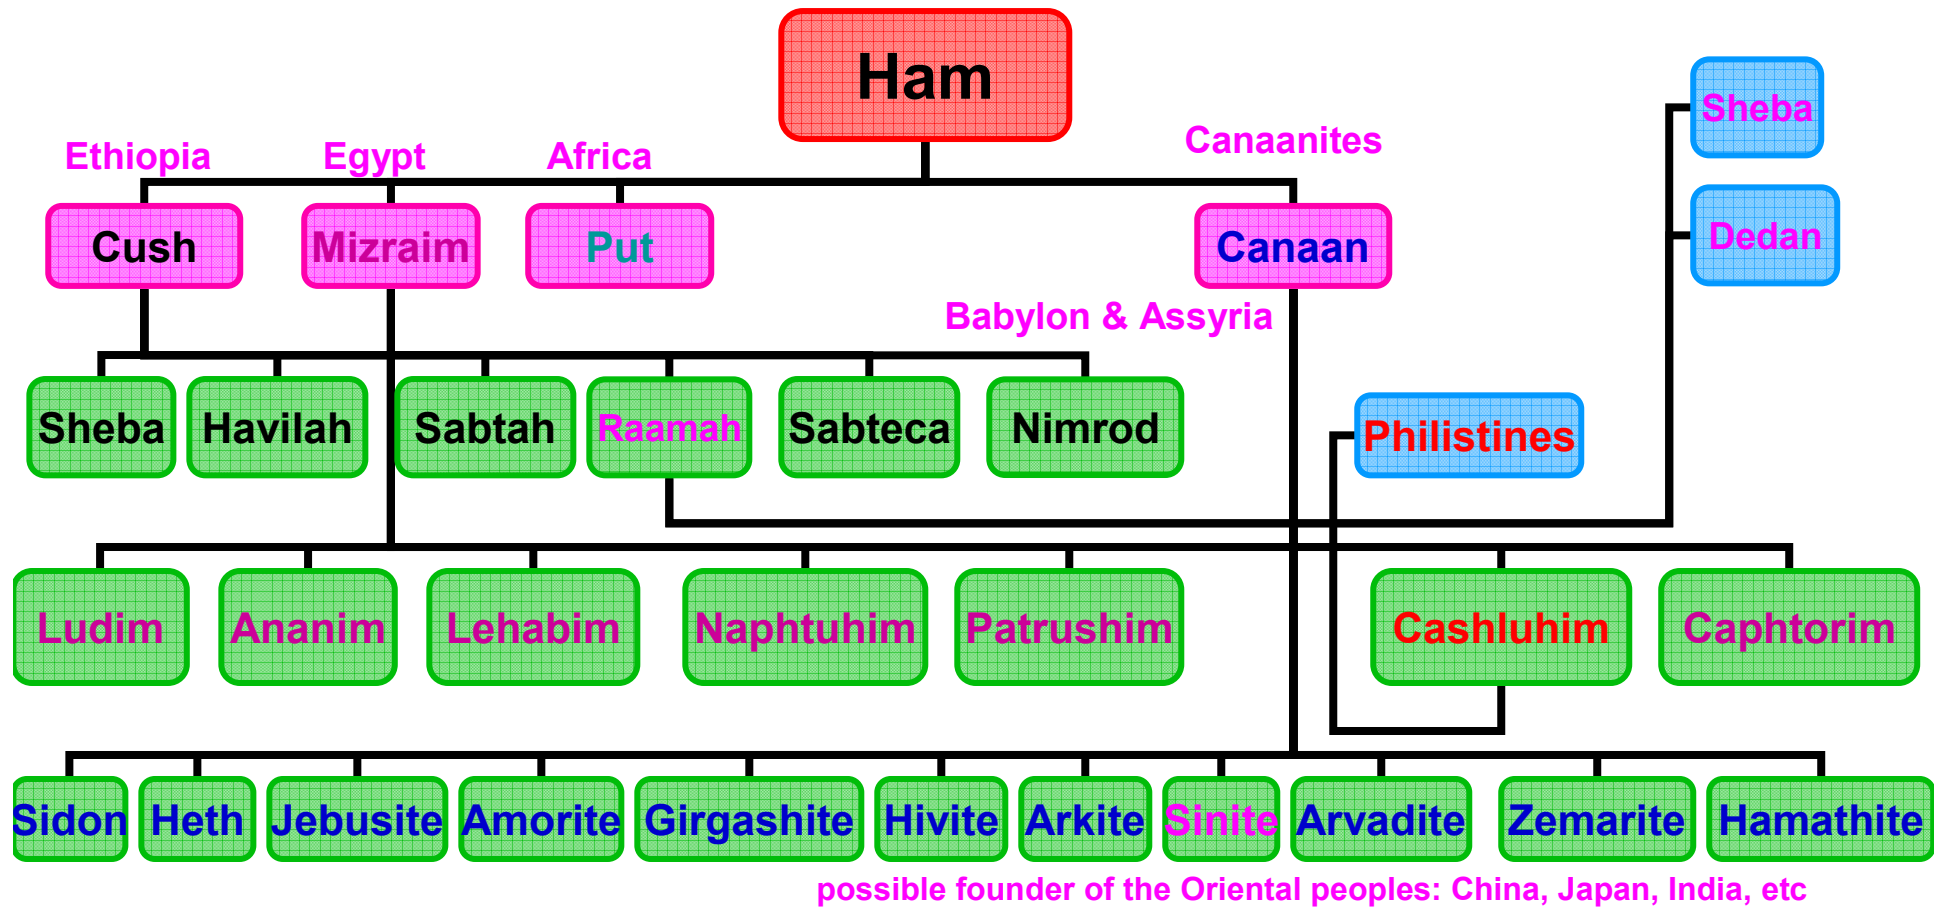 Ham
Sheba
Canaanites
Ethiopia
Egypt
Africa
Cush
Mizraim
Put
Canaan
Dedan
Babylon & Assyria
Sheba
Havilah
Sabtah
Raamah
Sabteca
Nimrod
Philistines
Ludim
Ananim
Lehabim
Naphtuhim
Patrushim
Cashluhim
Caphtorim
Sidon
Heth
Jebusite
Amorite
Girgashite
Hivite
Arkite
Sinite
Arvadite
Zemarite
Hamathite
possible founder of the Oriental peoples: China, Japan, India, etc